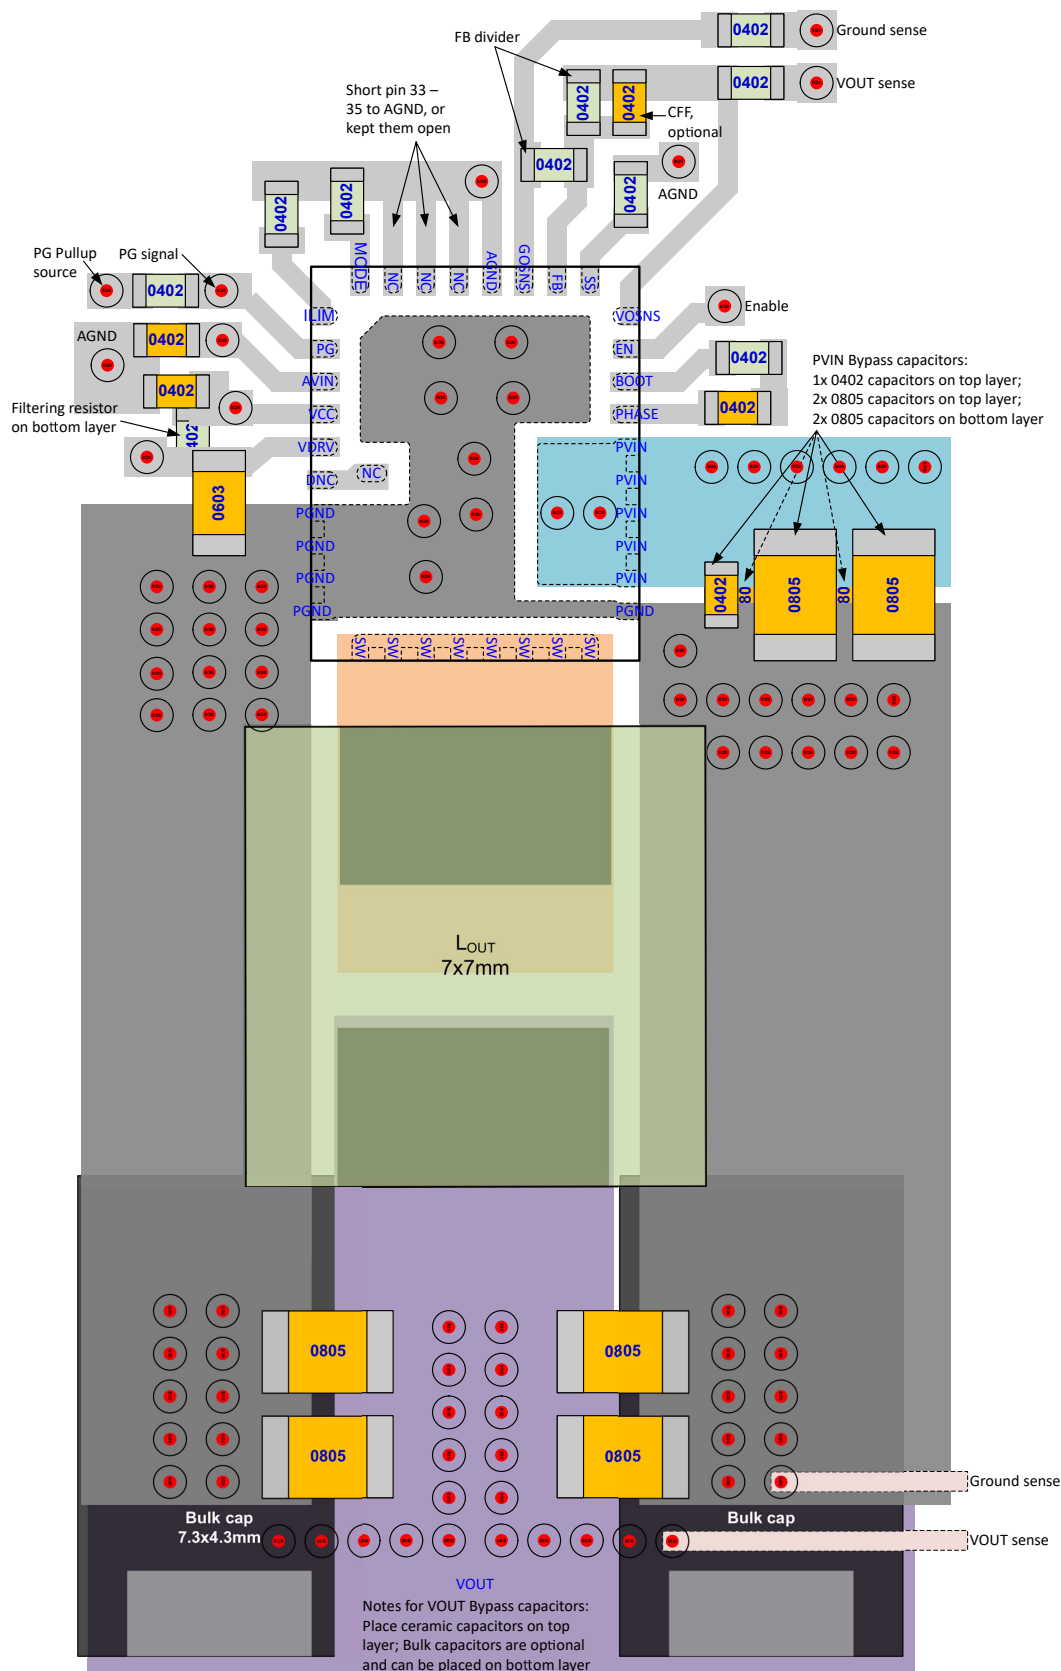 0402
Ground sense
FB divider
0402
VOUT sense
0402
0402
CFF,
optional
Short pin 33 –
35 to AGND, or
kept them open
0402
AGND
0402
0402
0402
PG Pullup
source
PG signal
0402
MODE
NC
NC
NC
AGND
GOSNS
FB
SS
Enable
ILIM
VOSNS
AGND
0402
PG
EN
0402
PVIN Bypass capacitors:
1x 0402 capacitors on top layer;
2x 0805 capacitors on top layer;
2x 0805 capacitors on bottom layer
0402
AVIN
BOOT
Filtering resistor
on bottom layer
402
VCC
PHASE
0402
VDRV
PVIN
DNC
NC
PVIN
0603
PGND
PVIN
PGND
PVIN
PGND
PVIN
PGND
PGND
0402
80
0805
80
0805
SW
SW
SW
SW
SW
SW
SW
SW
LOUT
7x7mm
0805
0805
0805
0805
Ground sense
Bulk cap
7.3x4.3mm
Bulk cap
VOUT sense
VOUT
Notes for VOUT Bypass capacitors:
Place ceramic capacitors on top
layer; Bulk capacitors are optional
and can be placed on bottom layer